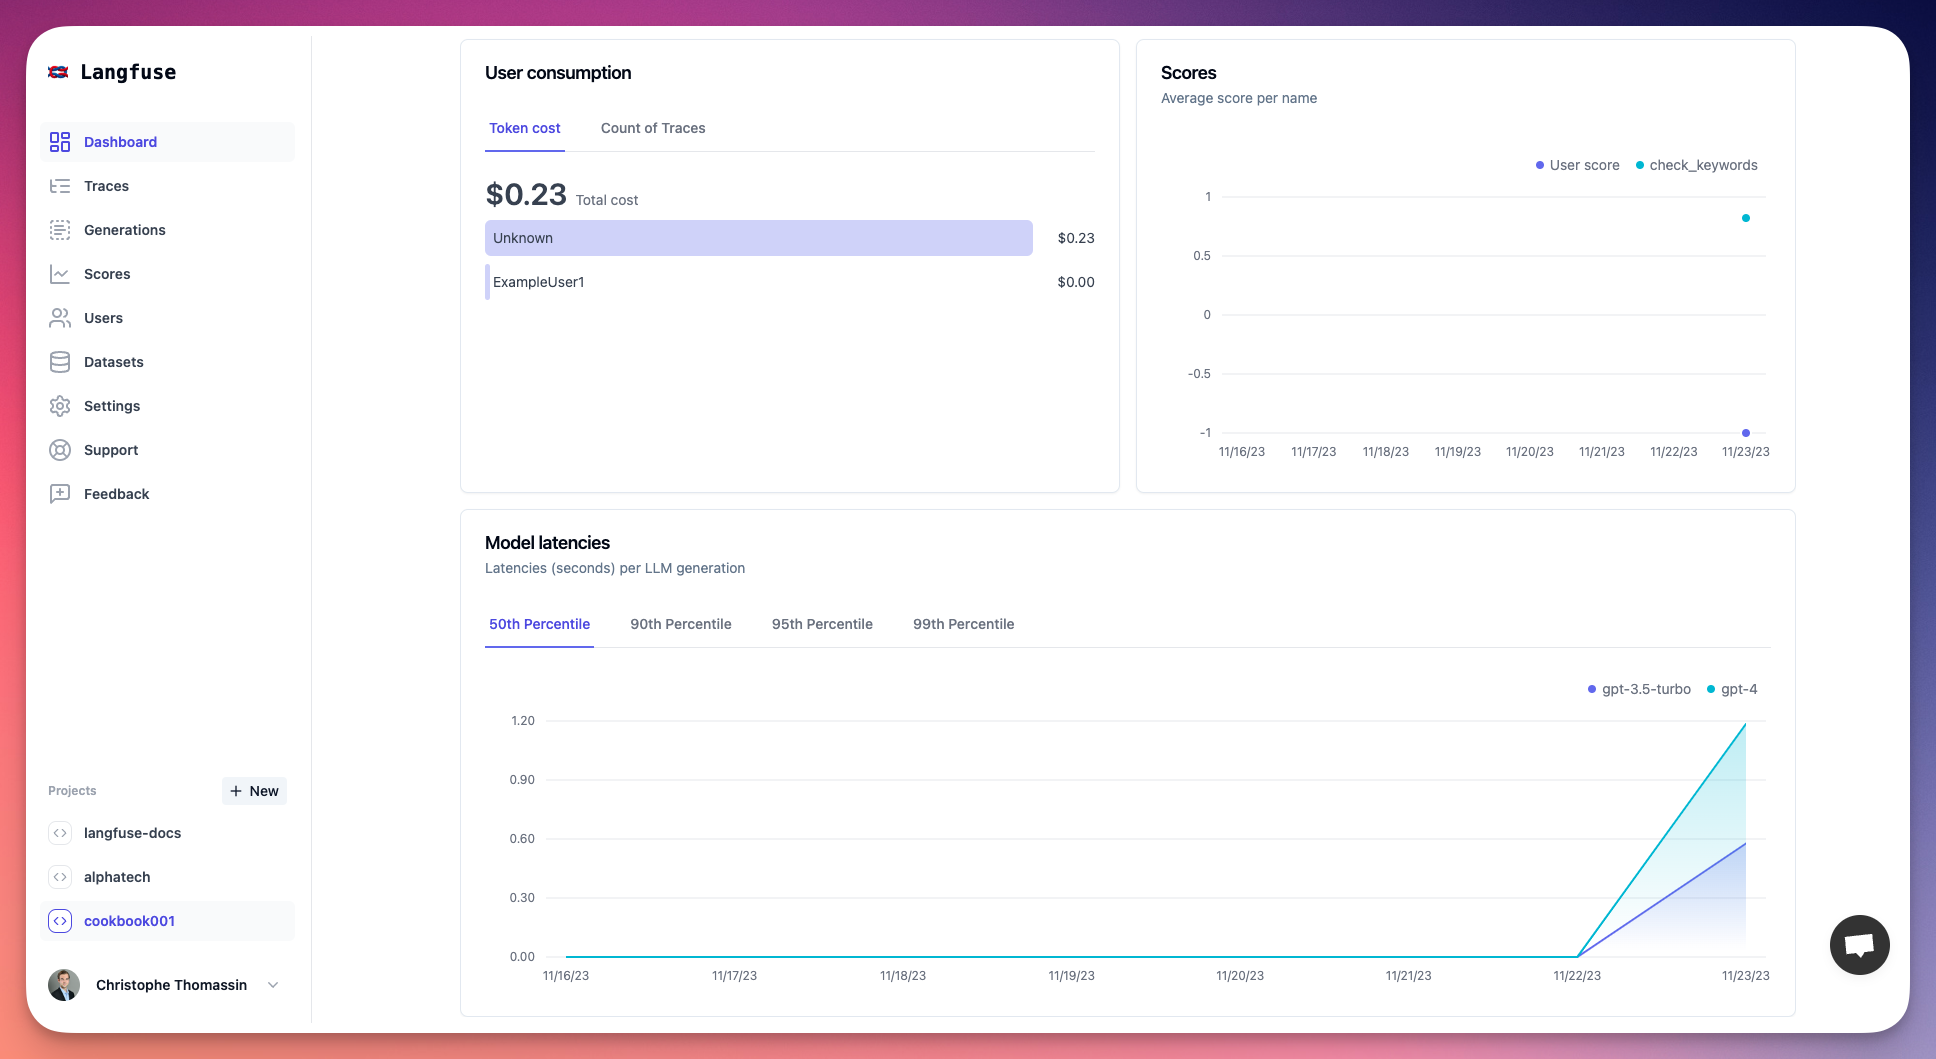 Langfuse
Dashboard
Traces
Generations
Scores
Users
Datasets
Settings
Support
Feedback
Projects
+ New
langfuse-docs
alphatech
cookbook001
Christophe Thomassin
User consumption
Token cost Count of Traces
$0.23 Total cost
Unknown $0.23
ExampleUser1 $0.00
Scores
Average score per name
User score check_keywords
1
0.5
0
-0.5
-1
11/16/23 11/17/23 11/18/23 11/19/23 11/20/23 11/21/23 11/22/23 11/23/23
Model latencies
Latencies (seconds) per LLM generation
50th Percentile 90th Percentile 95th Percentile 99th Percentile
gpt-3.5-turbo gpt-4
1.20
0.90
0.60
0.30
0.00
11/16/23 11/17/23 11/18/23 11/19/23 11/20/23 11/21/23 11/22/23 11/23/23